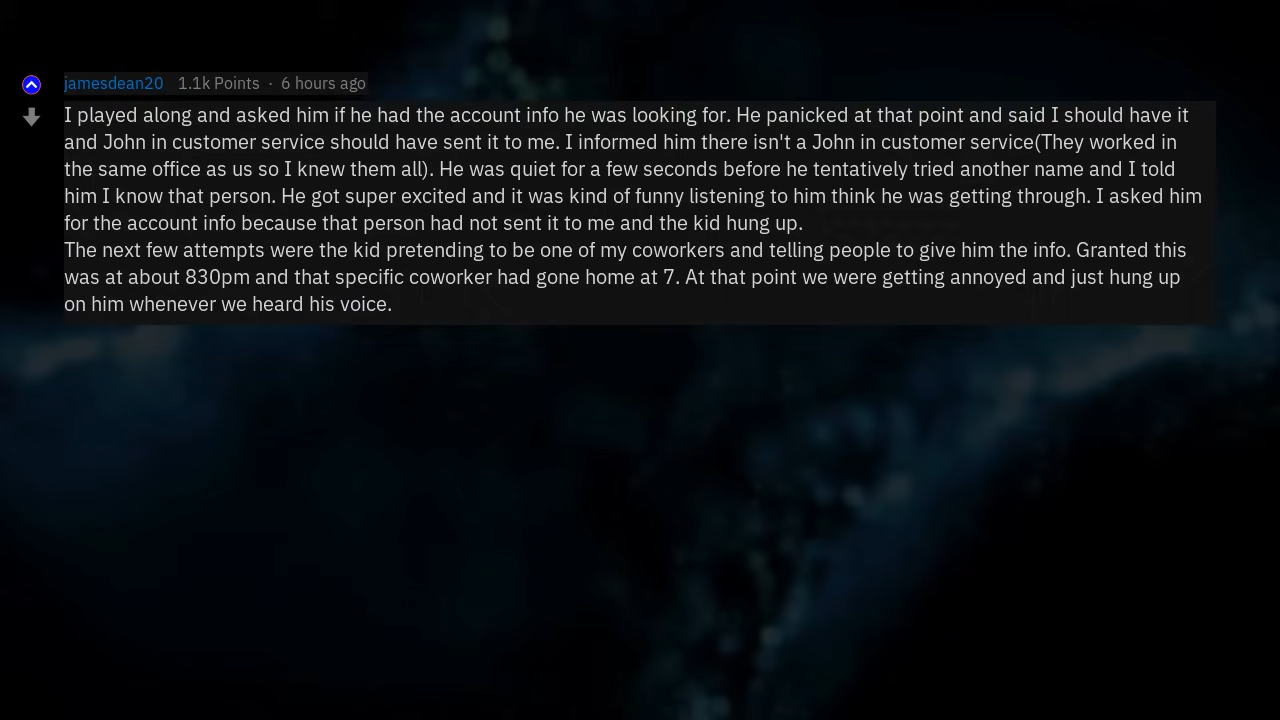 jamesdean20 1.1k Points · 6 hours ago
I played along and asked him if he had the account info he was looking for. He panicked at that point and said I should have it
and John in customer service should have sent it to me. I informed him there isn't a John in customer service(They worked in
the same office as us so I knew them all). He was quiet for a few seconds before he tentatively tried another name and I told
him I know that person. He got super excited and it was kind of funny listening to him think he was getting through. I asked him
for the account info because that person had not sent it to me and the kid hung up.
The next few attempts were the kid pretending to be one of my coworkers and telling people to give him the info. Granted this
was at about 830pm and that specific coworker had gone home at 7. At that point we were getting annoyed and just hung up
on him whenever we heard his voice.